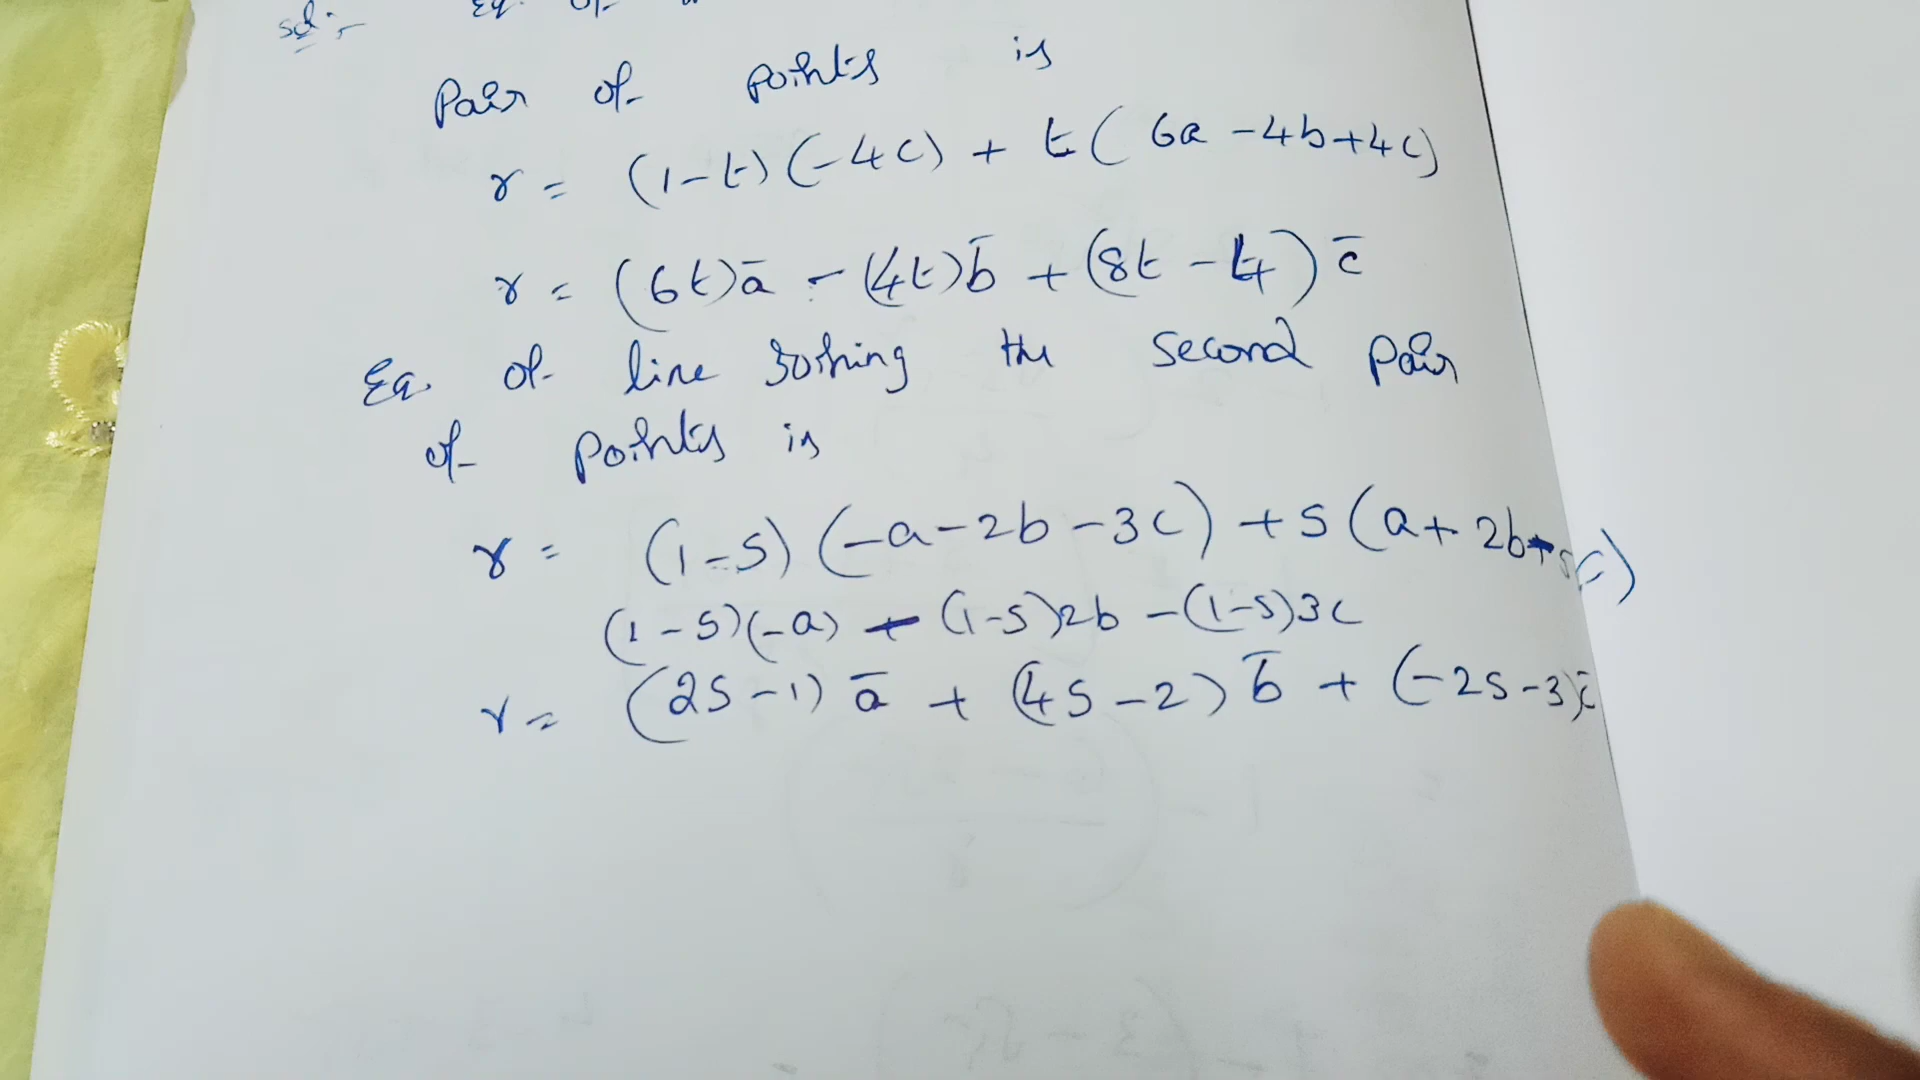 sol:-
Pair of points is
r = (1-t)(-4c) + t(6a-4b+4c)
r = (6t)a̅ - (4t)b̅ + (8t-4)c̅
Eq. of line joining the second pair
of points is
r = (1-s)(-a-2b-3c) + s(a+2b-5c)
(1-s)(-a) - (1-s)2b - (1-s)3c
r = (2s-1)a̅ + (4s-2)b̅ + (-2s-3)c̅